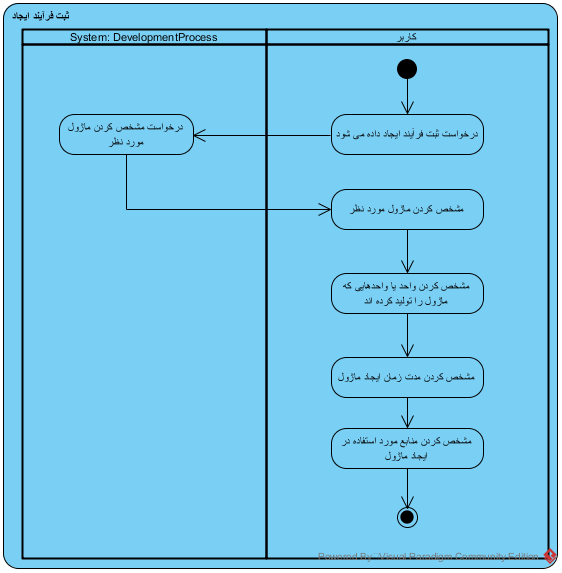 ثبت فرآیند ایجاد
System: DevelopmentProcess
کاربر
درخواست ثبت فرآیند ایجاد داده می شود
درخواست مشخص کردن ماژول
مورد نظر
مشخص کردن ماژول مورد نظر
مشخص کردن واحد یا واحدهایی که
ماژول را تولید کرده اند
مشخص کردن مدت زمان ایجاد ماژول
مشخص کردن منابع مورد استفاده در
ایجاد ماژول
Powered By Visual Paradigm Community Edition